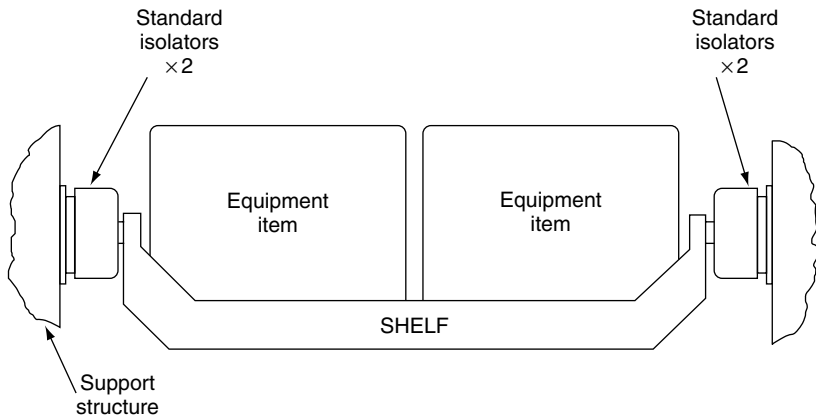 Standard
isolators
×2
Standard
isolators
×2
Equipment
item
Equipment
item
SHELF
Support
structure